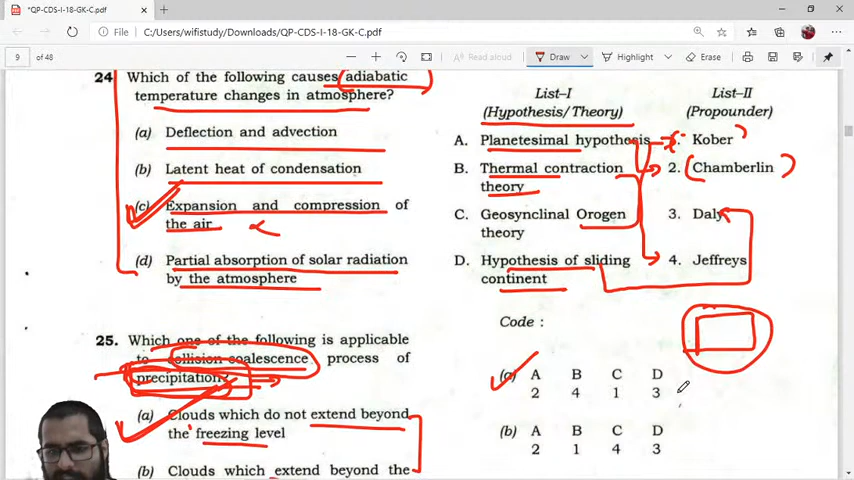 *QP-CDS-I-18-GK-C.pdf
File
C:/Users/wifistudy/Downloads/QP-CDS-I-18-GK-C.pdf
9 of 48
Read aloud
Draw
Highlight
Erase
24
Which of the following causes adiabatic
temperature changes in atmosphere?
(a) Deflection and advection
(b) Latent heat of condensation
(c) Expansion and compression of
the air
(d) Partial absorption of solar radiation
by the atmosphere
25. Which one of the following is applicable
to collision-coalescence process of
precipitation?
(a) Clouds which do not extend beyond
the freezing level
(b) Clouds which extend beyond the
List–I List–II
(Hypothesis/Theory) (Propounder)
A. Planetesimal hypothesis 1. Kober
B. Thermal contraction 2. Chamberlin
theory
C. Geosynclinal Orogen 3. Daly
theory
D. Hypothesis of sliding 4. Jeffreys
continent
Code :
(a) A B C D
2 4 1 3
(b) A B C D
2 1 4 3